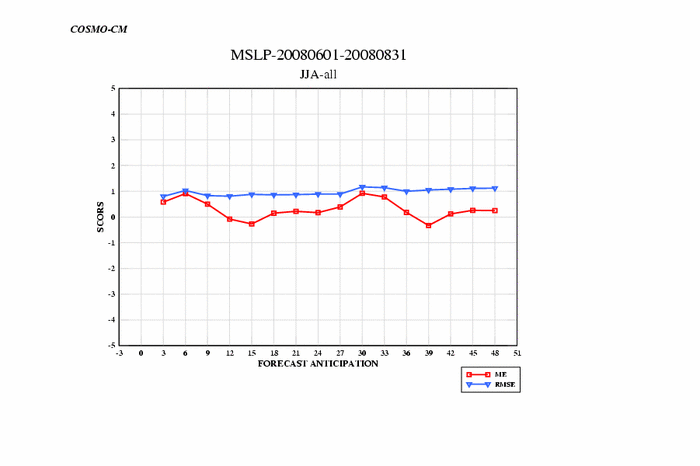 COSMO-CM
MSLP-20080601-20080831
JJA-all
5
4
3
2
1
0
-1
-2
-3
-4
-5
SCORS
-3 0 3 6 9 12 15 18 21 24 27 30 33 36 39 42 45 48 51
FORECAST ANTICIPATION
ME
RMSE